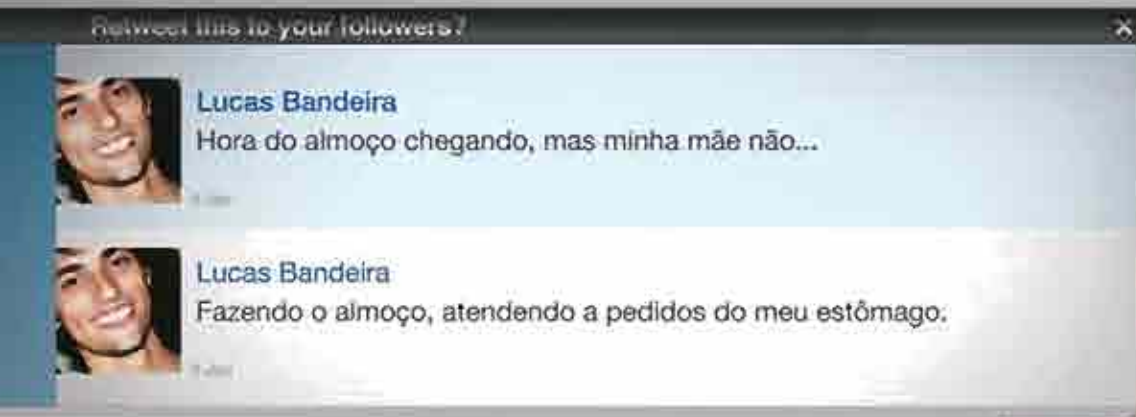 Retweet this to your followers?
Lucas Bandeira
Hora do almoço chegando, mas minha mãe não...
Lucas Bandeira
Fazendo o almoço, atendendo a pedidos do meu estômago.